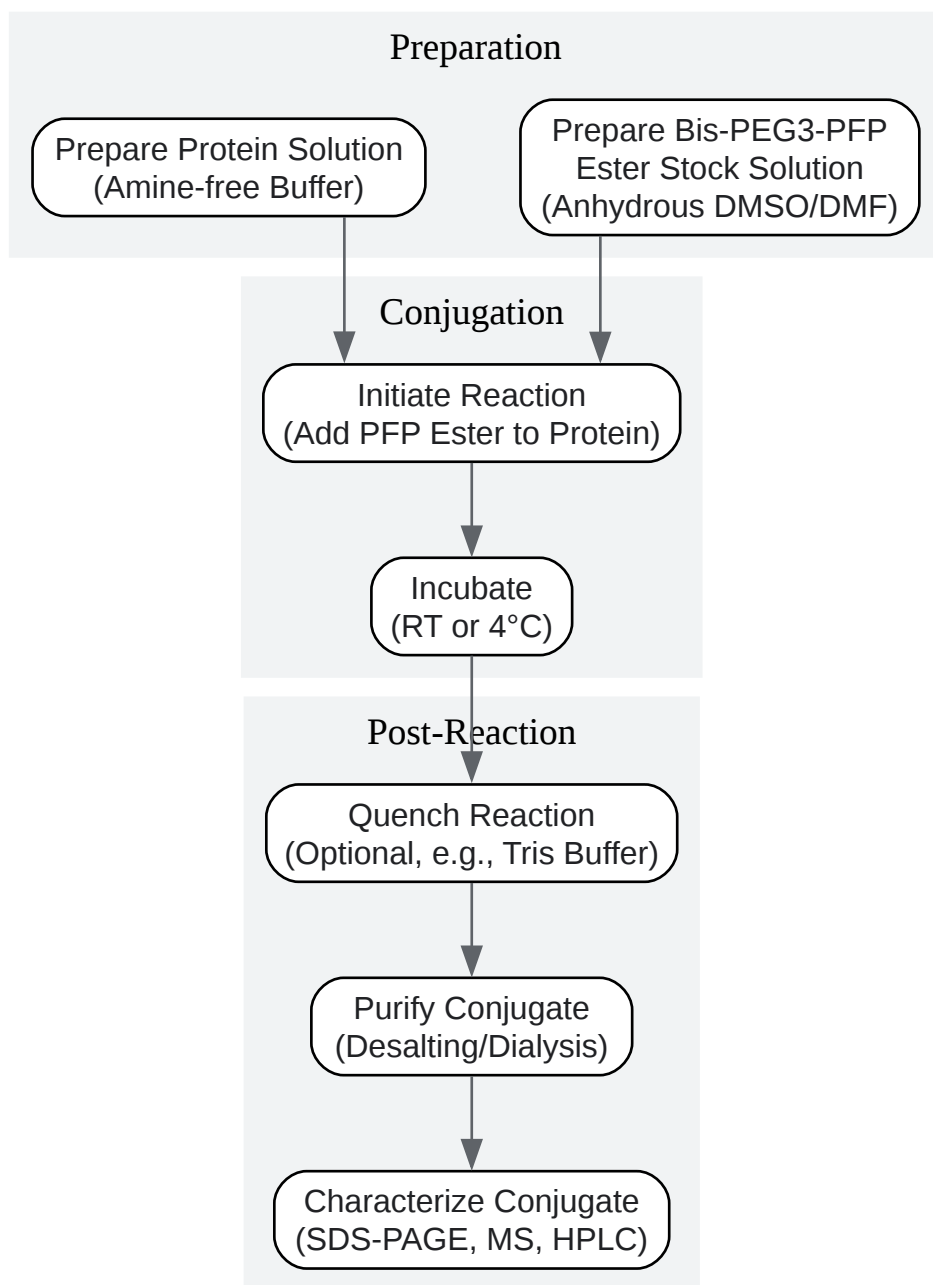 Preparation
Prepare Protein Solution
(Amine-free Buffer)
Prepare Bis-PEG3-PFP
Ester Stock Solution
(Anhydrous DMSO/DMF)
Conjugation
Initiate Reaction
(Add PFP Ester to Protein)
Incubate
(RT or 4°C)
Post-Reaction
Quench Reaction
(Optional, e.g., Tris Buffer)
Purify Conjugate
(Desalting/Dialysis)
Characterize Conjugate
(SDS-PAGE, MS, HPLC)